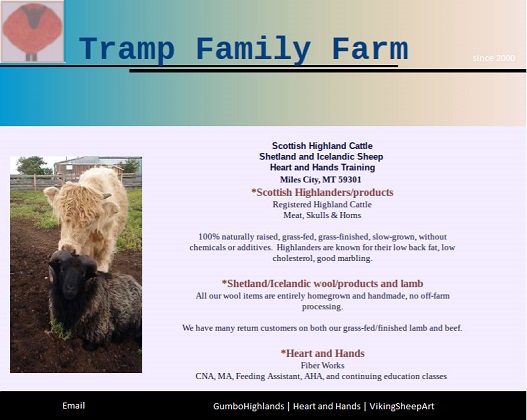 Tramp Family Farm
since 2000
Scottish Highland Cattle
Shetland and Icelandic Sheep
Heart and Hands Training
Miles City, MT 59301
*Scottish Highlanders/products
Registered Highland Cattle
Meat, Skulls & Horns
100% naturally raised, grass-fed, grass-finished, slow-grown, without
chemicals or additives. Highlanders are known for their low back fat, low
cholesterol, good marbling.
*Shetland/Icelandic wool/products and lamb
All our wool items are entirely homegrown and handmade, no off-farm
processing.
We have many return customers on both our grass-fed/finished lamb and beef.
*Heart and Hands
Fiber Works
CNA, MA, Feeding Assistant, AHA, and continuing education classes
Email
GumboHighlands | Heart and Hands | VikingSheepArt